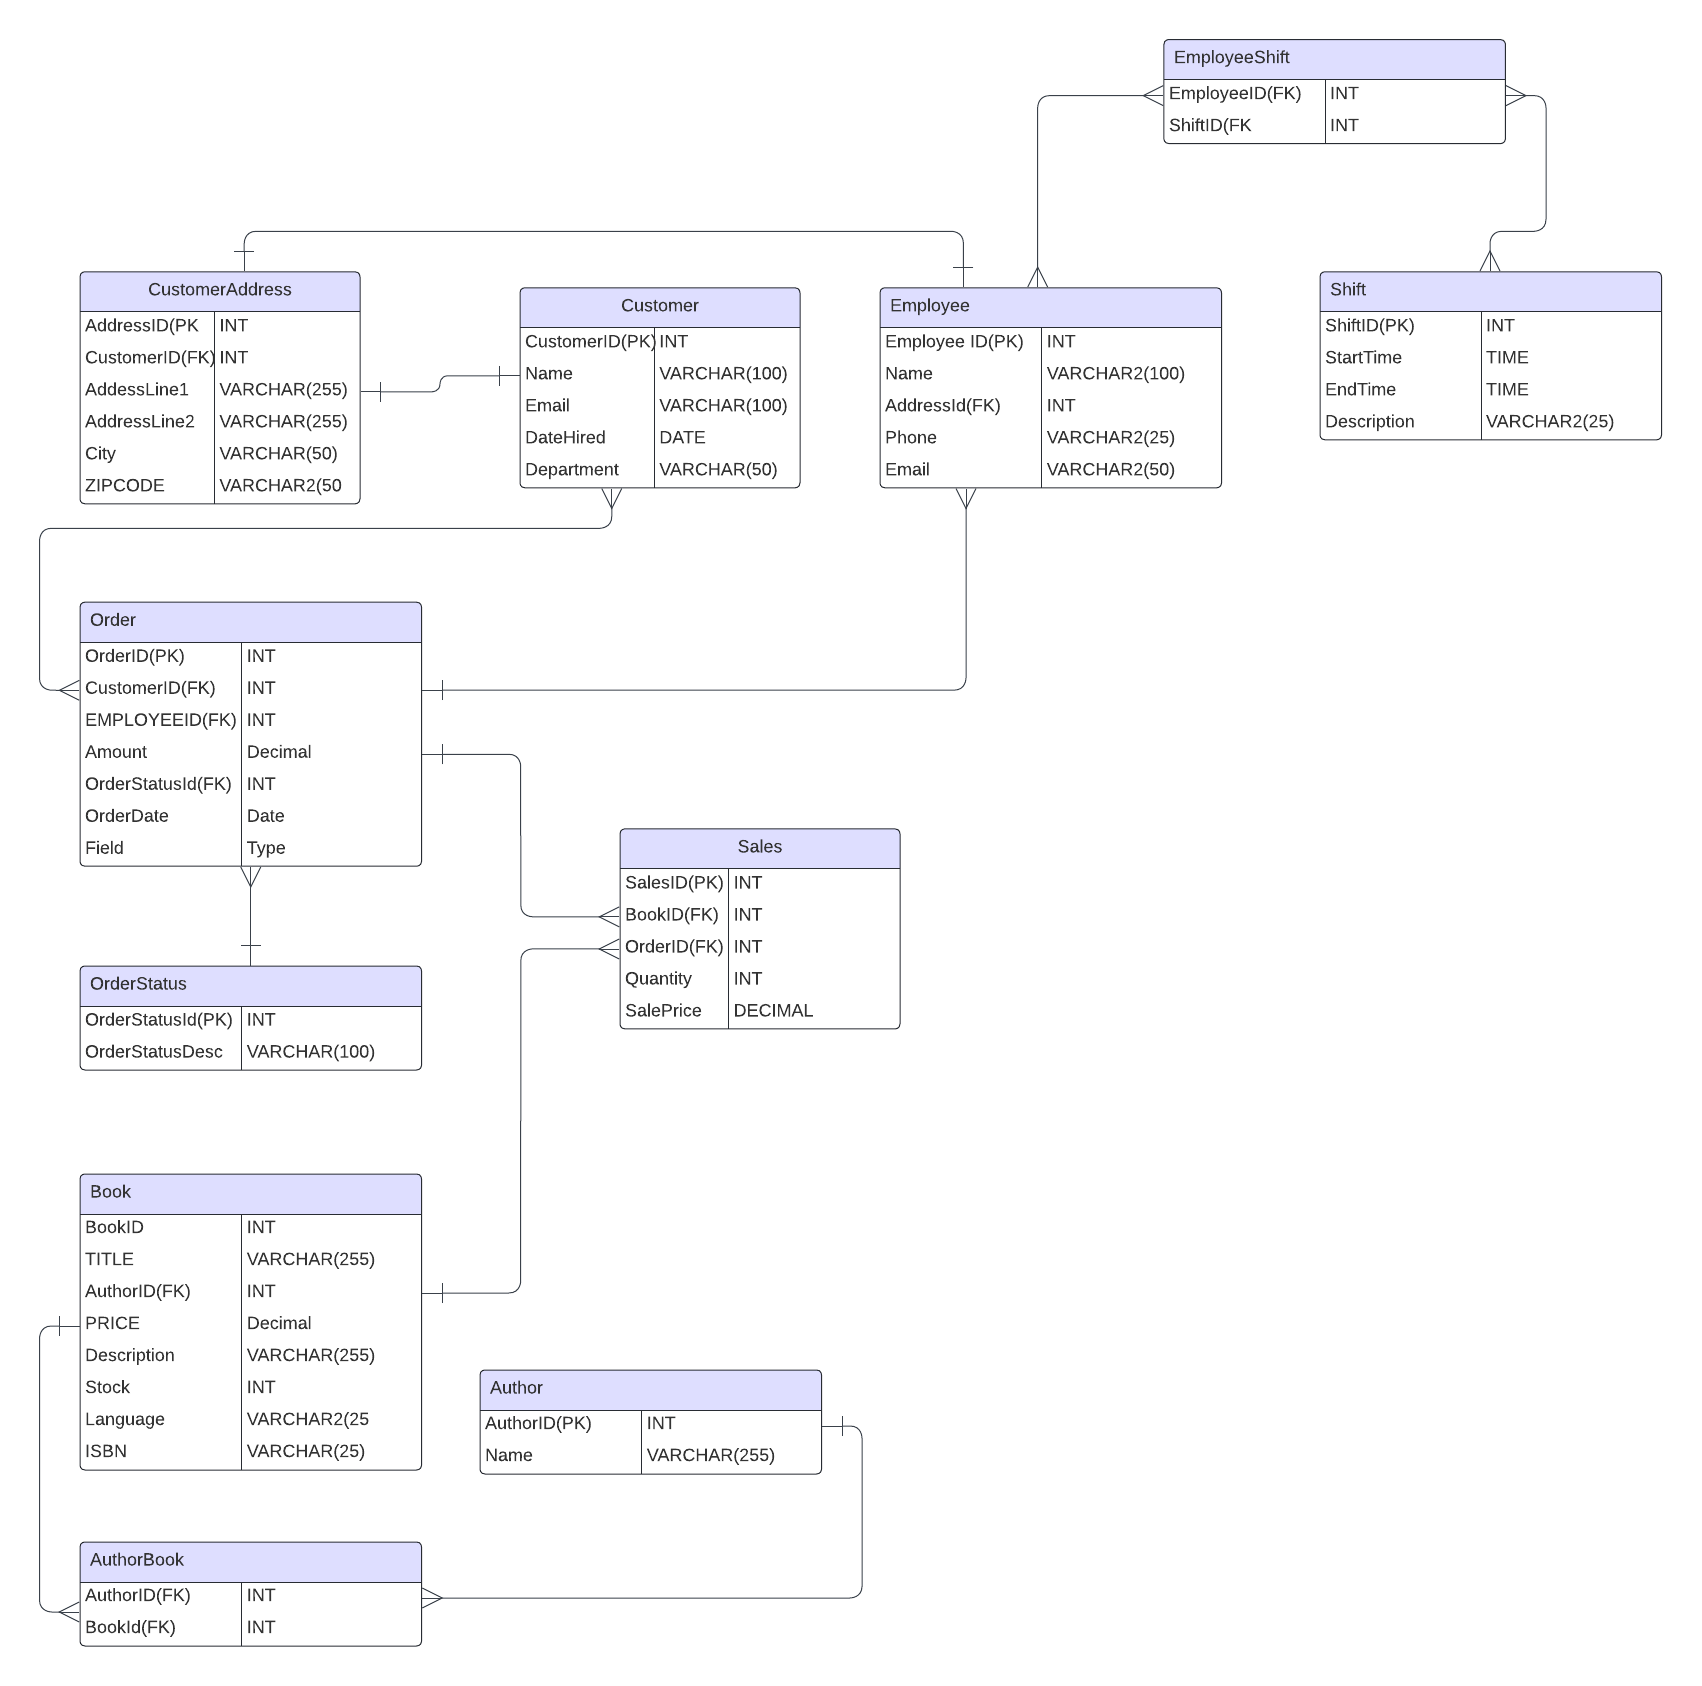 EmployeeShift
EmployeeID(FK) INT
ShiftID(FK INT
CustomerAddress
AddressID(PK INT
CustomerID(FK) INT
AddessLine1 VARCHAR(255)
AddressLine2 VARCHAR(255)
City VARCHAR(50)
ZIPCODE VARCHAR2(50
Customer
CustomerID(PK) INT
Name VARCHAR(100)
Email VARCHAR(100)
DateHired DATE
Department VARCHAR(50)
Employee
Employee ID(PK) INT
Name VARCHAR2(100)
AddressId(FK) INT
Phone VARCHAR2(25)
Email VARCHAR2(50)
Shift
ShiftID(PK) INT
StartTime TIME
EndTime TIME
Description VARCHAR2(25)
Order
OrderID(PK) INT
CustomerID(FK) INT
EMPLOYEEID(FK) INT
Amount Decimal
OrderStatusId(FK) INT
OrderDate Date
Field Type
Sales
SalesID(PK) INT
BookID(FK) INT
OrderID(FK) INT
Quantity INT
SalePrice DECIMAL
OrderStatus
OrderStatusId(PK) INT
OrderStatusDesc VARCHAR(100)
Book
BookID INT
TITLE VARCHAR(255)
AuthorID(FK) INT
PRICE Decimal
Description VARCHAR(255)
Stock INT
Language VARCHAR2(25
ISBN VARCHAR(25)
Author
AuthorID(PK) INT
Name VARCHAR(255)
AuthorBook
AuthorID(FK) INT
BookId(FK) INT